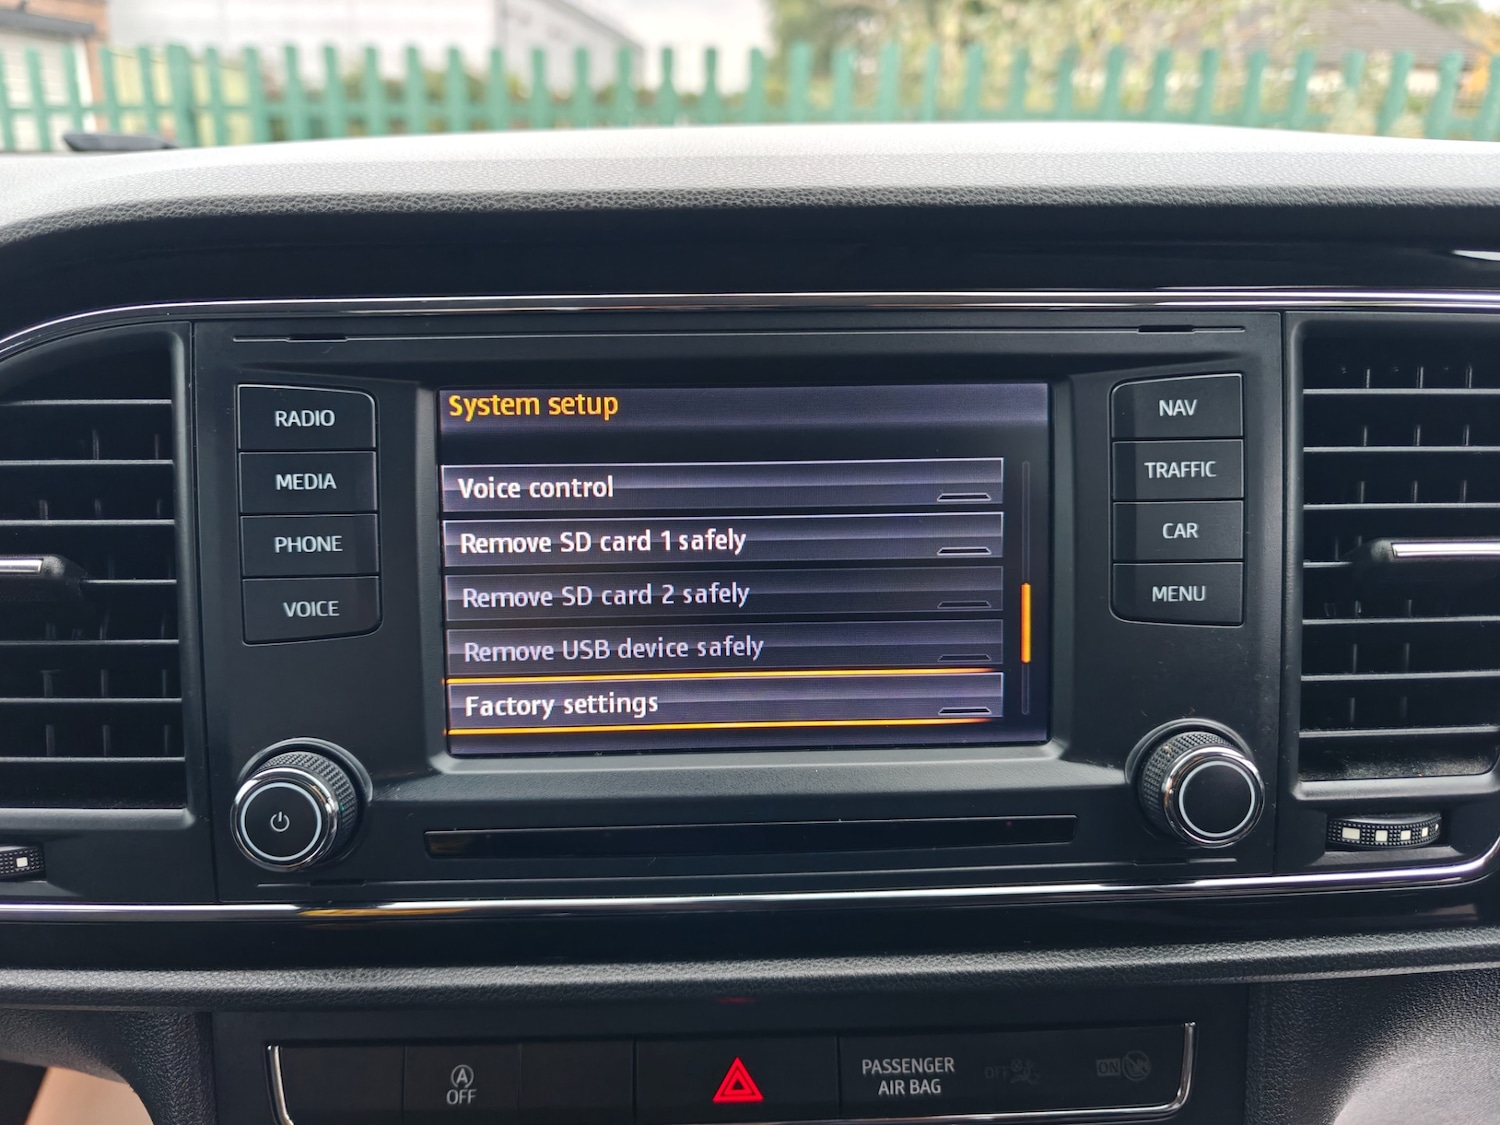 System setup
RADIO
MEDIA
PHONE
VOICE
Voice control
Remove SD card 1 safely
Remove SD card 2 safely
Remove USB device safely
Factory settings
NAV
TRAFFIC
CAR
MENU
A
OFF
PASSENGER
AIR BAG
OFF
ON